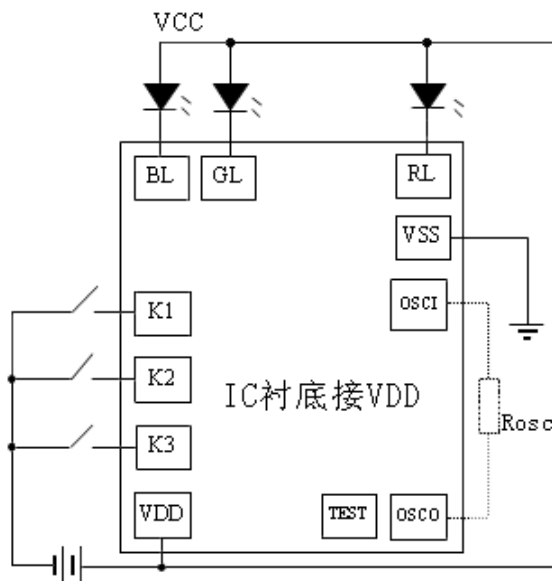 VCC
BL GL RL
VSS
K1
OSCI
K2
IC衬底接VDD
Rosc
K3
VDD
TEST
OSCO